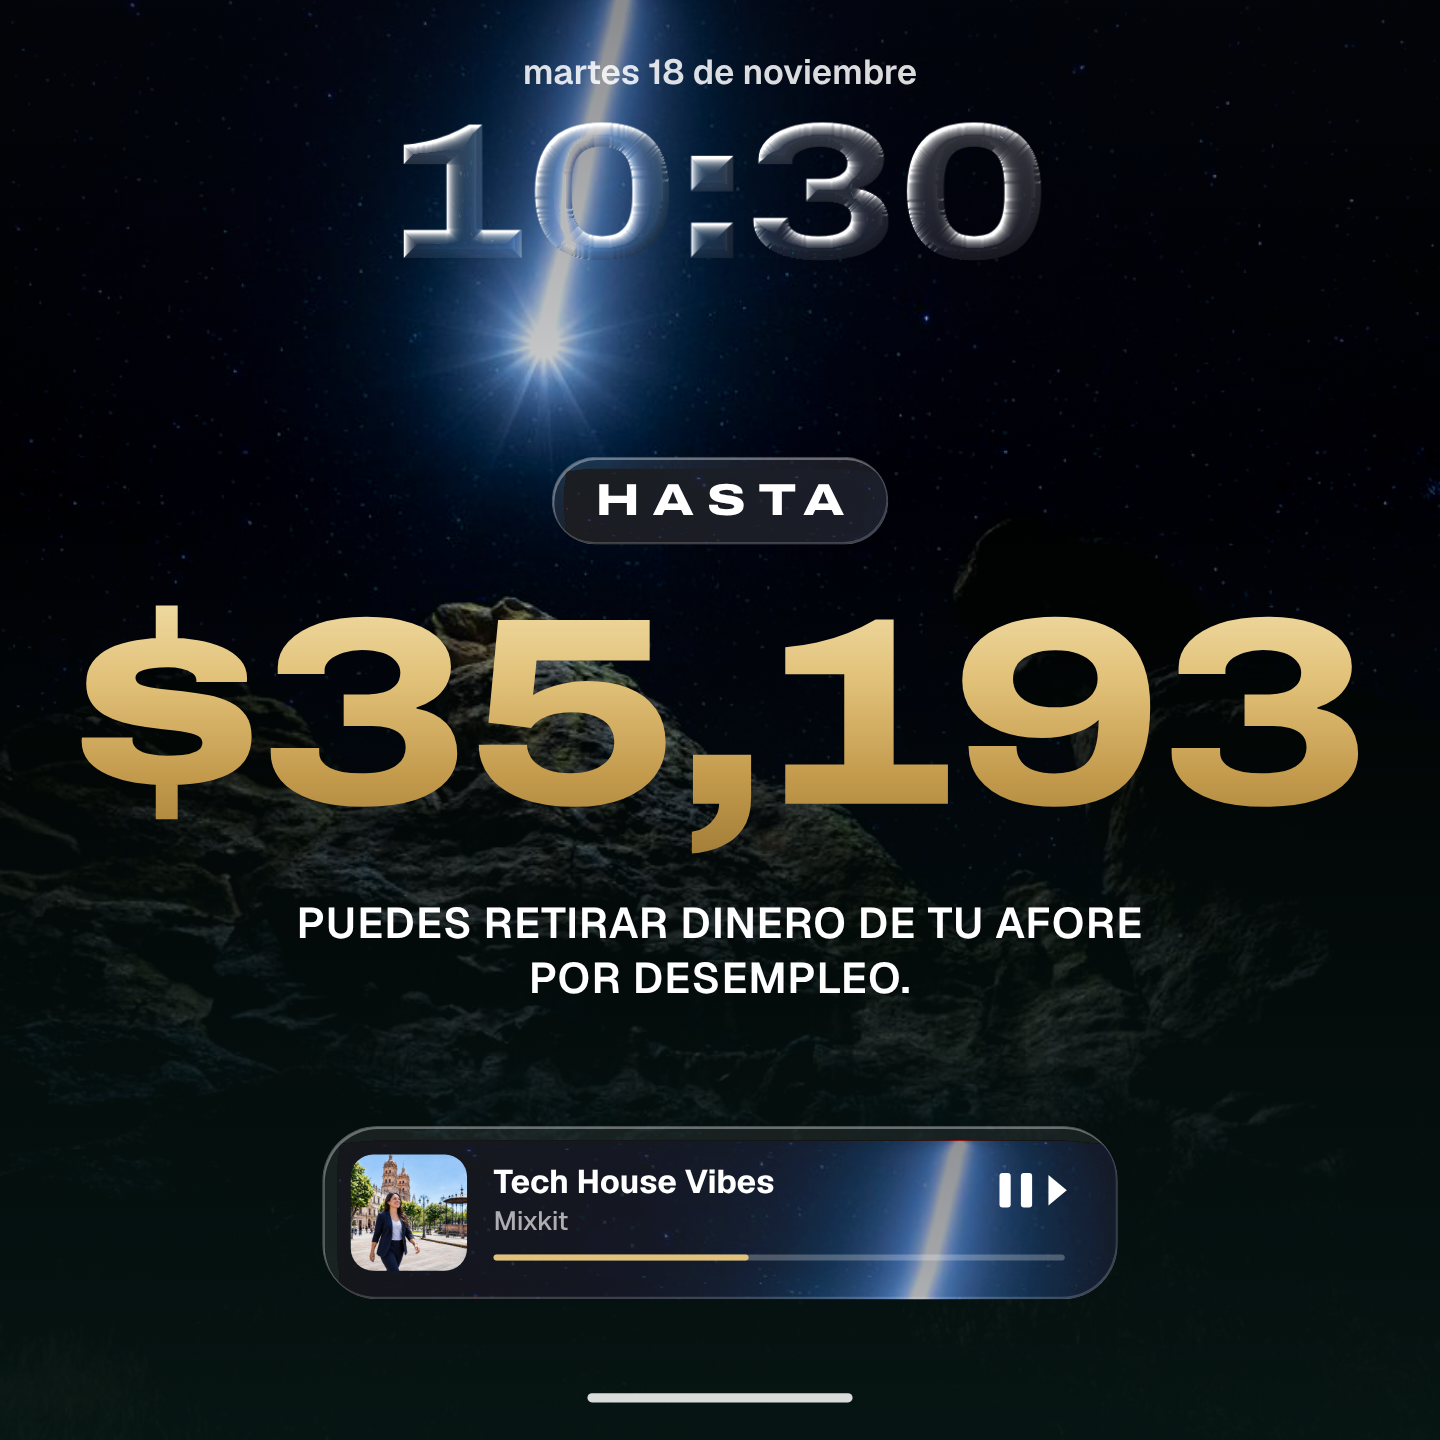 martes 18 de noviembre
10:30
HASTA
$35,193
PUEDES RETIRAR DINERO DE TU AFORE
POR DESEMPLEO.
Tech House Vibes
Mixkit